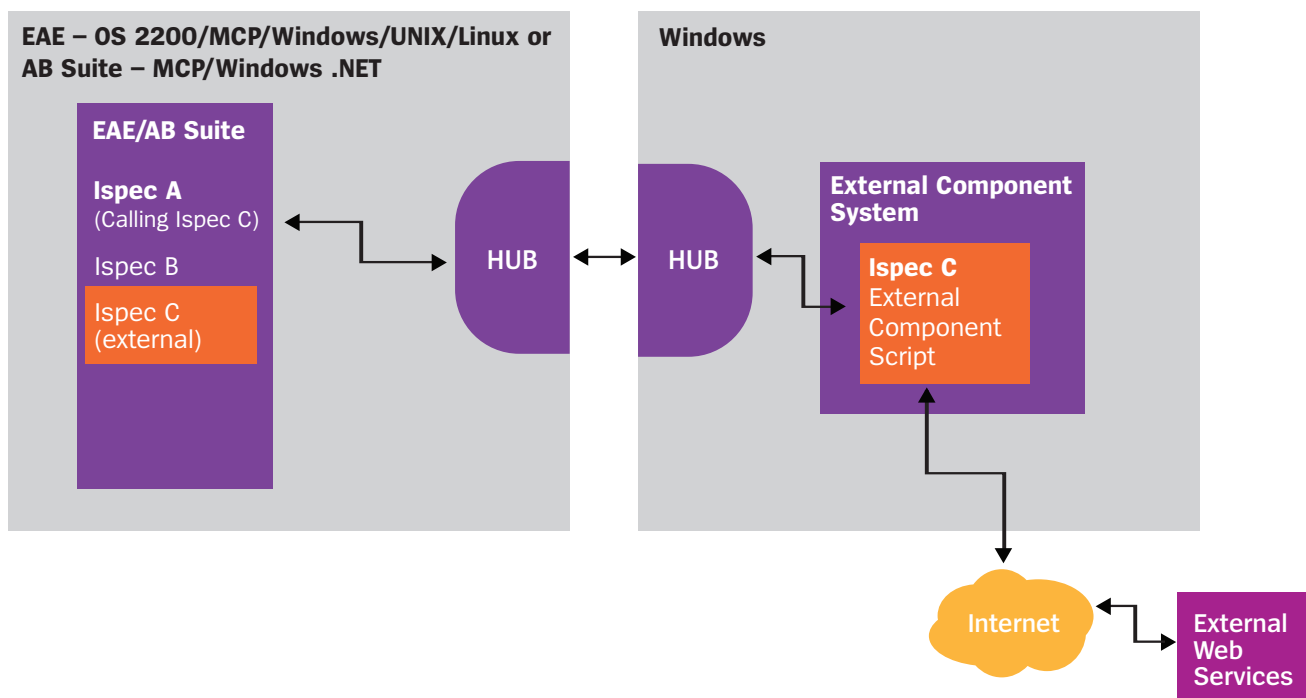 EAE – OS 2200/MCP/Windows/UNIX/Linux or
AB Suite – MCP/Windows .NET
EAE/AB Suite
Ispec A
(Calling Ispec C)
Ispec B
Ispec C
(external)
HUB
Windows
HUB
External Component
System
Ispec C
External
Component
Script
Internet
External
Web
Services